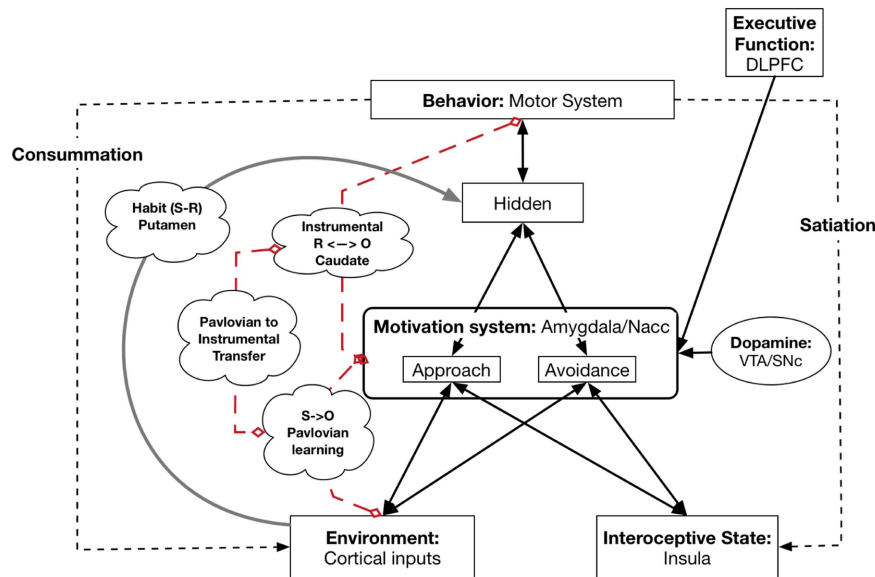 Executive
Function:
DLPFC
Behavior: Motor System
Consummation
Habit (S-R)
Putamen
Hidden
Instrumental
R <—> O
Caudate
Satiation
Pavlovian to
Instrumental
Transfer
Motivation system: Amygdala/Nacc
Approach
Avoidance
Dopamine:
VTA/SNc
S->O
Pavlovian
learning
Environment:
Cortical inputs
Interoceptive State:
Insula